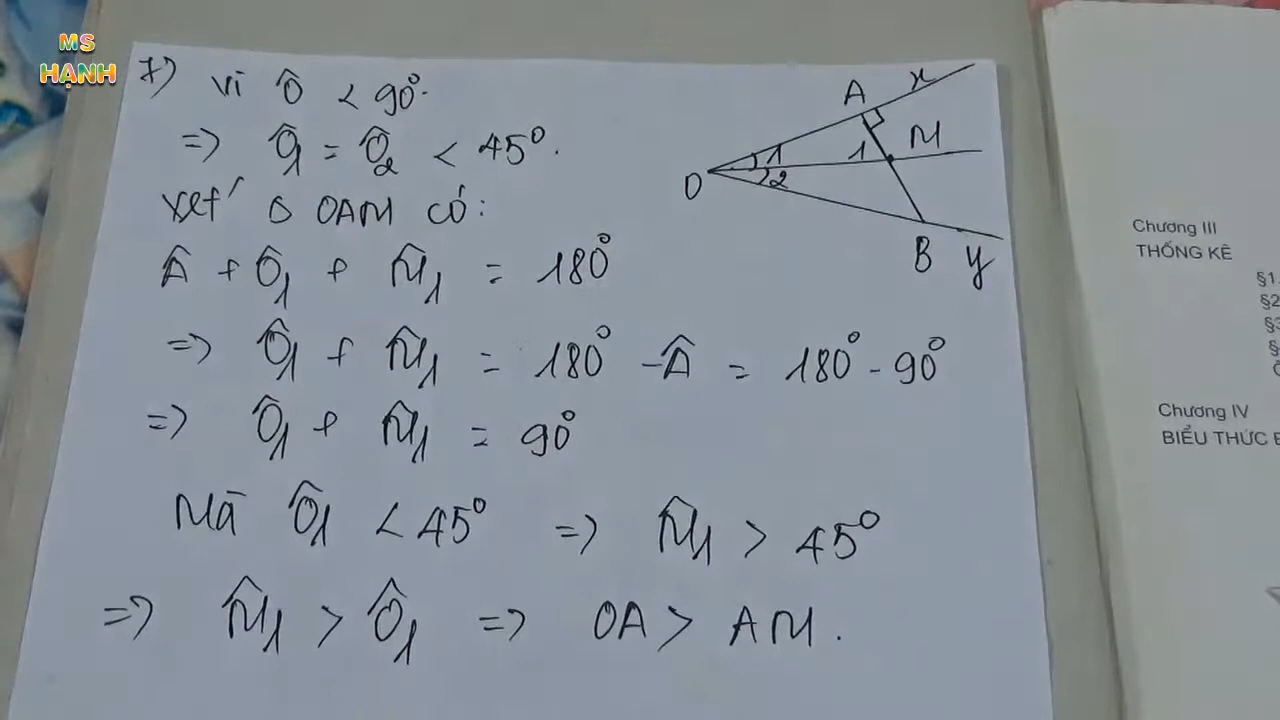 MS
HẠNH
7) Vì Ô < 90°.
=> Ô1 = Ô2 < 45°.
Xét Δ OAM có:
Â + Ô1 + M̂1 = 180°
=> Ô1 + M̂1 = 180° - Â = 180° - 90°
=> Ô1 + M̂1 = 90°
Mà Ô1 < 45° => M̂1 > 45°
=> M̂1 > Ô1 => OA > AM.
A x
1 1 M
O 2
B y
Chương III
THỐNG KÊ
§1.
§2
§3
§
Chương IV
BIỂU THỨC